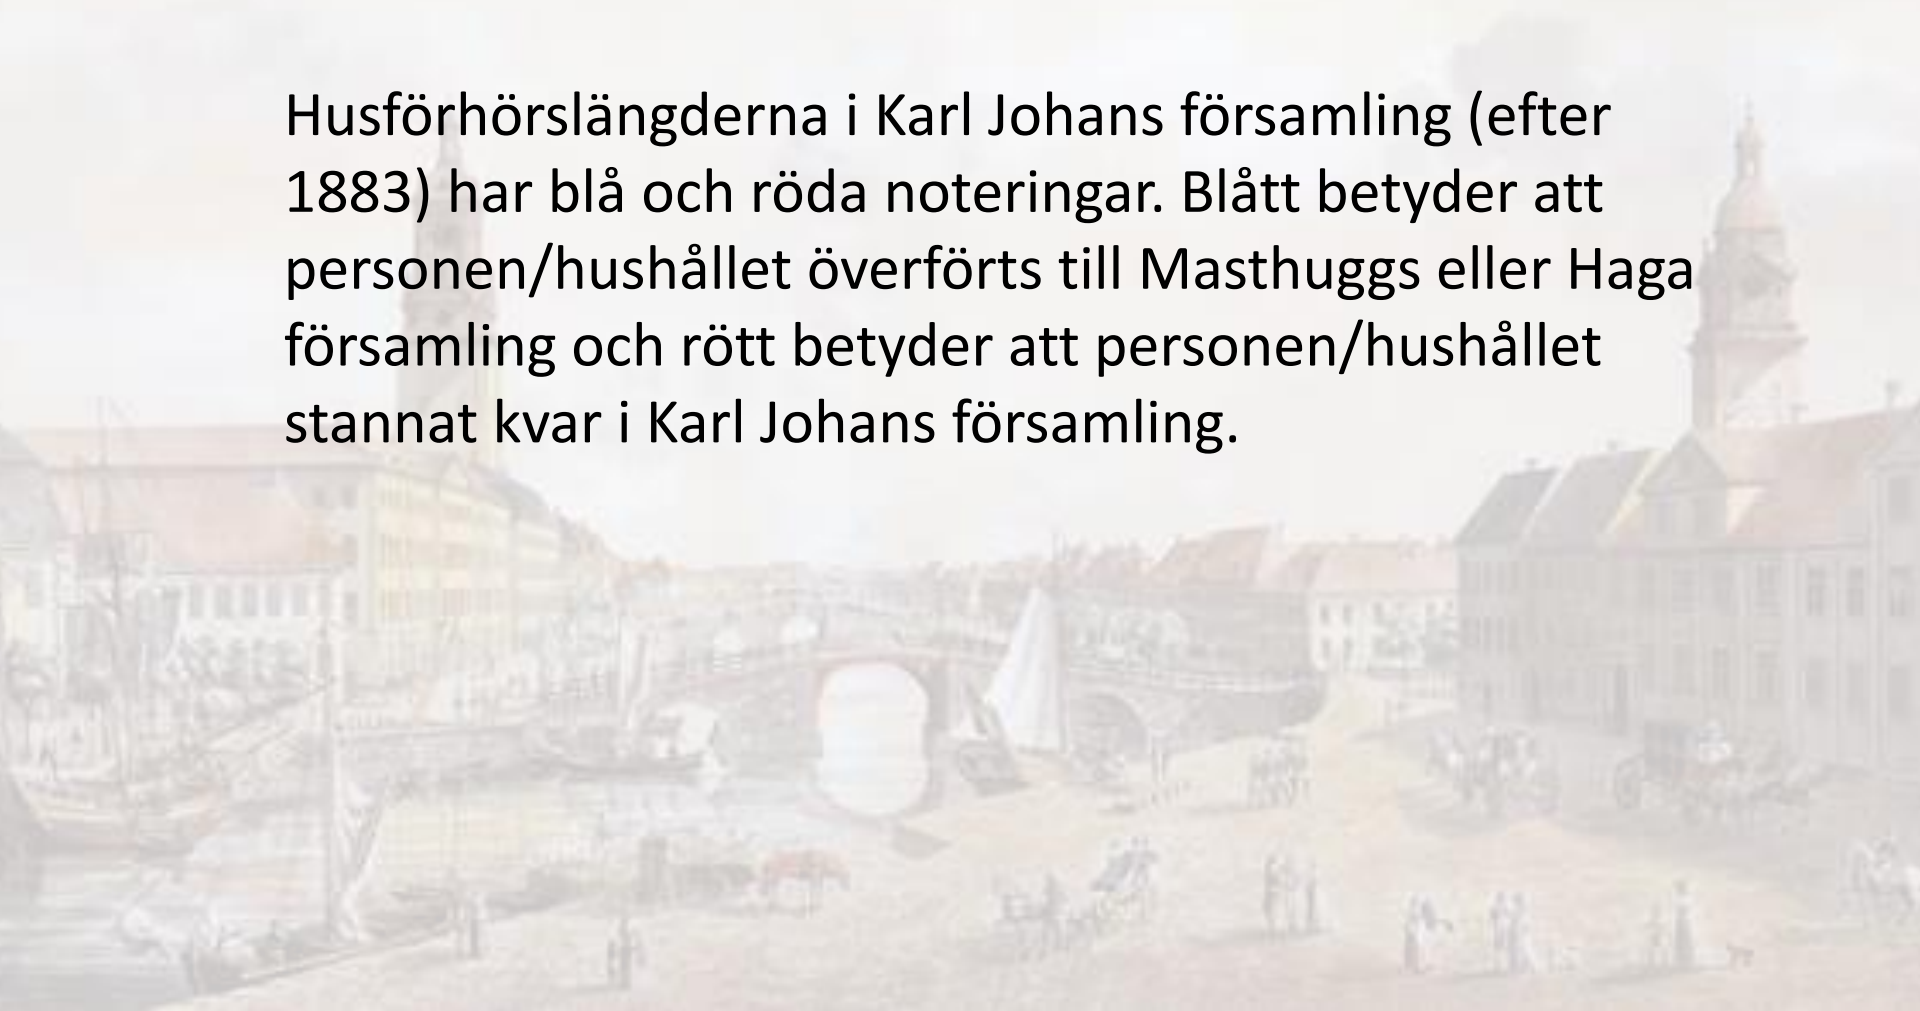 Husförhörslängderna i Karl Johans församling (efter
1883) har blå och röda noteringar. Blått betyder att
personen/hushållet överförts till Masthuggs eller Haga
församling och rött betyder att personen/hushållet
stannat kvar i Karl Johans församling.